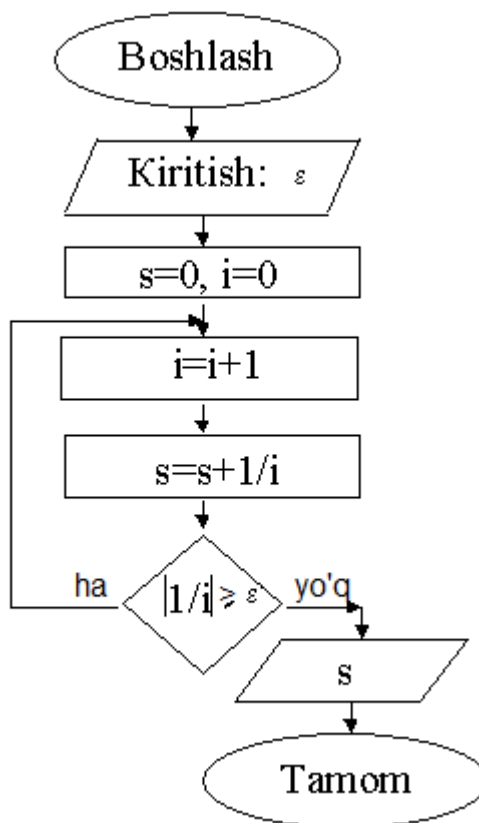 Boshlash
Kiritish: ε
s=0, i=0
i=i+1
s=s+1/i
ha
|1/i| ⩾ ε
yo'q
s
Tamom